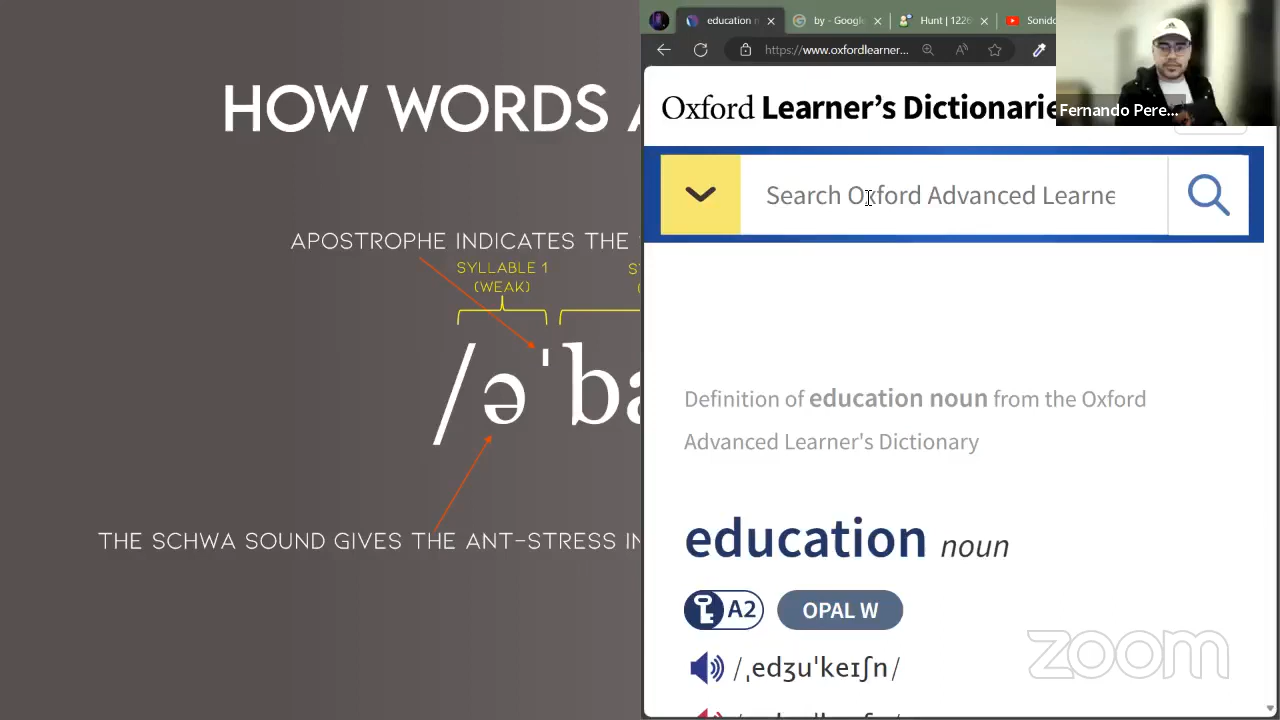 education n
by - Google
Hunt | 1226
Sonido
https://www.oxfordlearner...
Fernando Pere...
Oxford Learner's Dictionarie
Search Oxford Advanced Learne
HOW WORDS A
APOSTROPHE INDICATES THE
SYLLABLE 1
(WEAK)
/əˈba
THE SCHWA SOUND GIVES THE ANT-STRESS IN
Definition of education noun from the Oxford
Advanced Learner's Dictionary
education noun
A2 OPAL W
/ˌedʒuˈkeɪʃn/
zoom